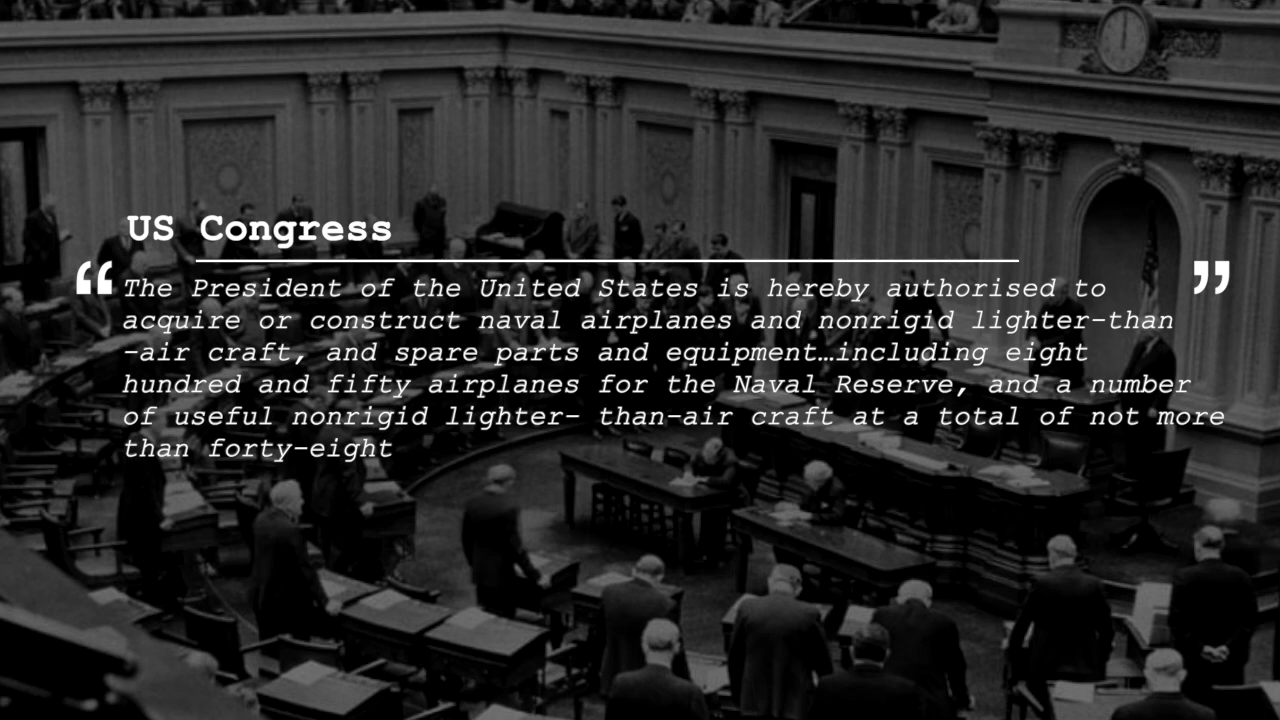 US Congress
“The President of the United States is hereby authorised to”
acquire or construct naval airplanes and nonrigid lighter-than
-air craft, and spare parts and equipment…including eight
hundred and fifty airplanes for the Naval Reserve, and a number
of useful nonrigid lighter- than-air craft at a total of not more
than forty-eight